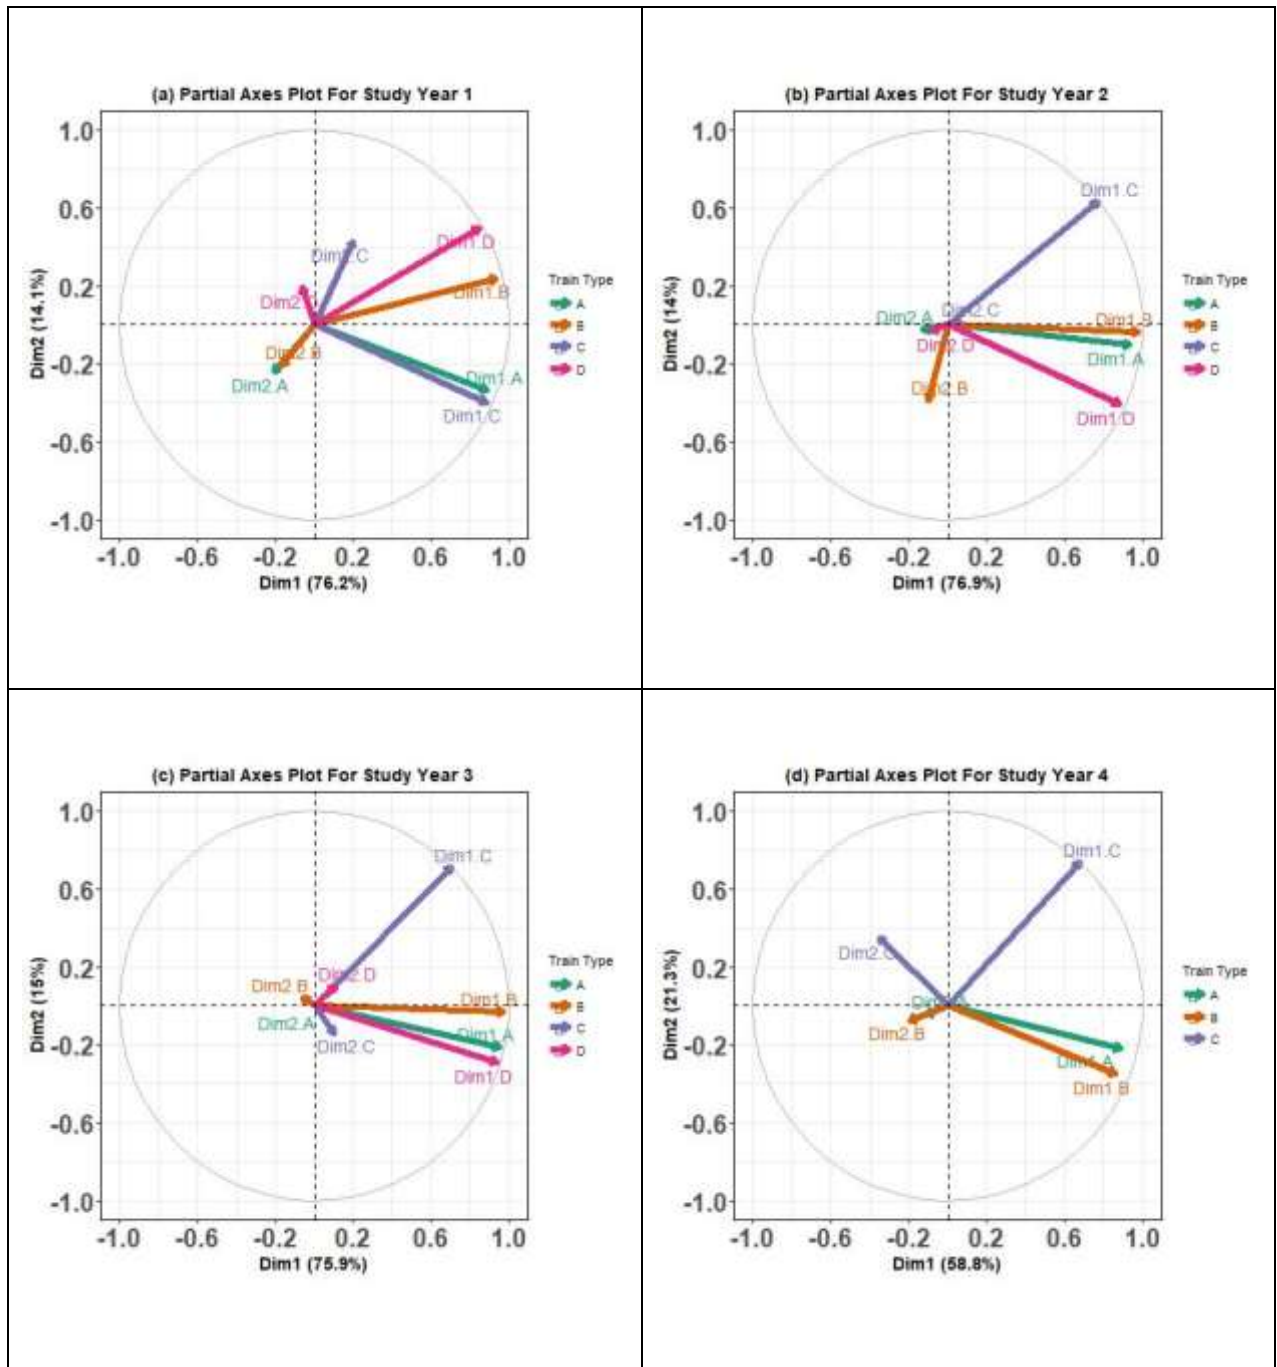 (a) Partial Axes Plot For Study Year 1
1.0
0.6
0.2
-0.2
-0.6
-1.0
Dim2 (14.1%)
Dim1.D
Dim1.B
Dim2.B
Dim2.A
Dim1.A
Dim1.C
-1.0 -0.6 -0.2 0.2 0.6 1.0
Dim1 (76.2%)
Train Type
A
B
C
D
(b) Partial Axes Plot For Study Year 2
1.0
0.6
0.2
-0.2
-0.6
-1.0
Dim2 (14%)
Dim1.C
Dim2.C
Dim2.A
Dim1.B
Dim2.D
Dim1.A
Dim2.B
Dim1.D
-1.0 -0.6 -0.2 0.2 0.6 1.0
Dim1 (76.9%)
Train Type
A
B
C
D
(c) Partial Axes Plot For Study Year 3
1.0
0.6
0.2
-0.2
-0.6
-1.0
Dim2 (15%)
Dim1.C
Dim2.D
Dim2.B
Dim1.B
Dim2.A
Dim1.A
Dim2.C
Dim1.D
-1.0 -0.6 -0.2 0.2 0.6 1.0
Dim1 (75.9%)
Train Type
A
B
C
D
(d) Partial Axes Plot For Study Year 4
1.0
0.6
0.2
-0.2
-0.6
-1.0
Dim2 (21.3%)
Dim1.C
Dim2.C
Dim2.B
Dim1.A
Dim1.B
-1.0 -0.6 -0.2 0.2 0.6 1.0
Dim1 (58.8%)
Train Type
A
B
C